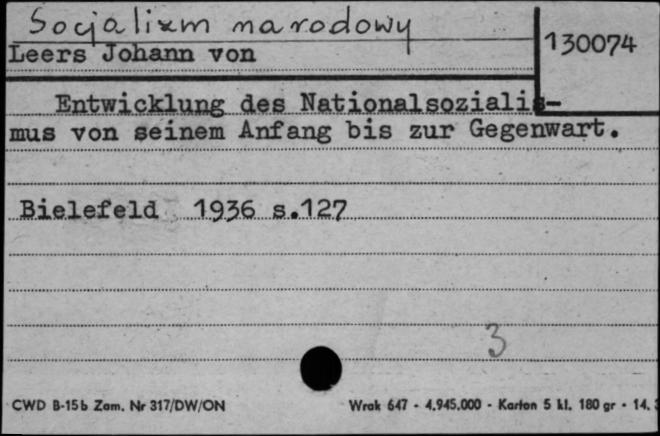 Socjalizm narodowy
Leers Johann von
130074
Entwicklung des Nationalsozialis-
mus von seinem Anfang bis zur Gegenwart.
Bielefeld 1936 s.127
3
CWD B-15b Zam. Nr 317/DW/ON
Wrak 647 - 4.945.000 - Karton 5 kl. 180 gr - 14.